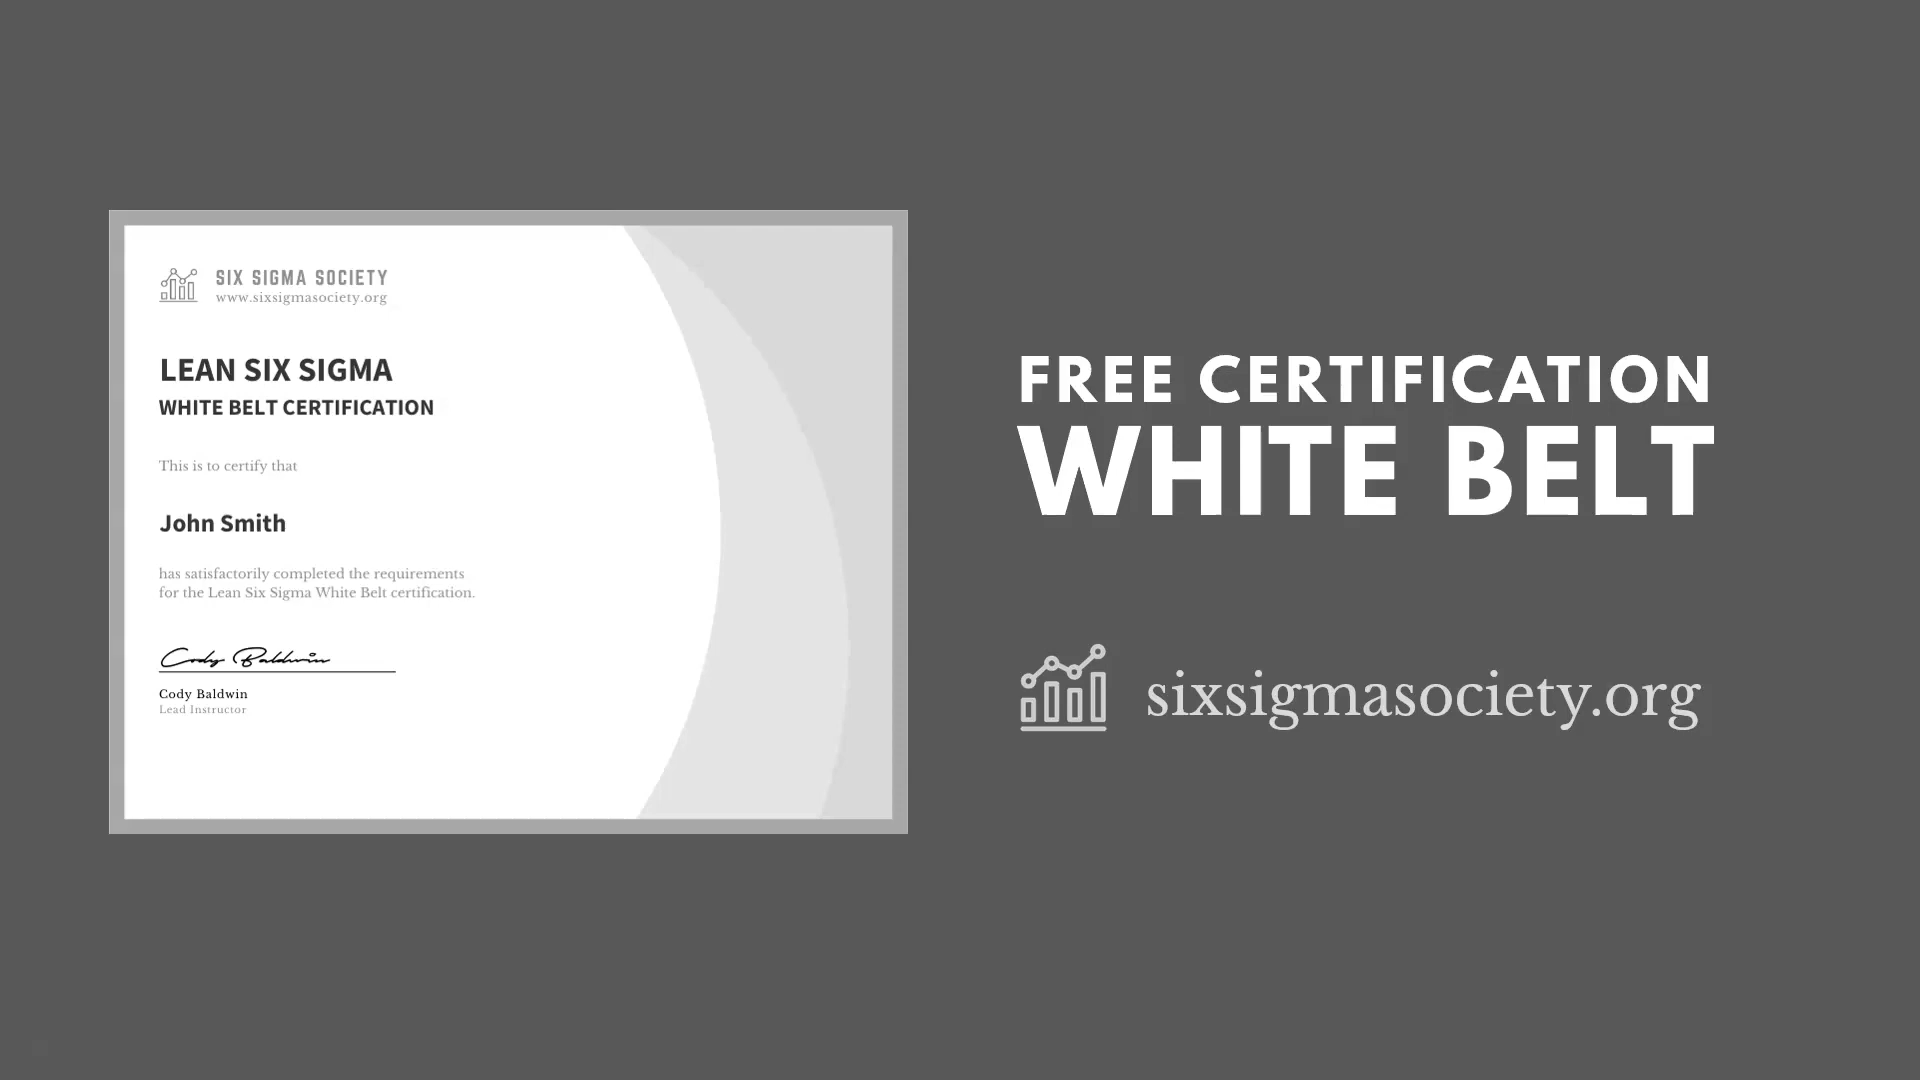 SIX SIGMA SOCIETY
www.sixsigmasociety.org
LEAN SIX SIGMA
WHITE BELT CERTIFICATION
This is to certify that
John Smith
has satisfactorily completed the requirements
for the Lean Six Sigma White Belt certification.
Cody Baldwin
Cody Baldwin
Lead Instructor
FREE CERTIFICATION
WHITE BELT
sixsigmasociety.org